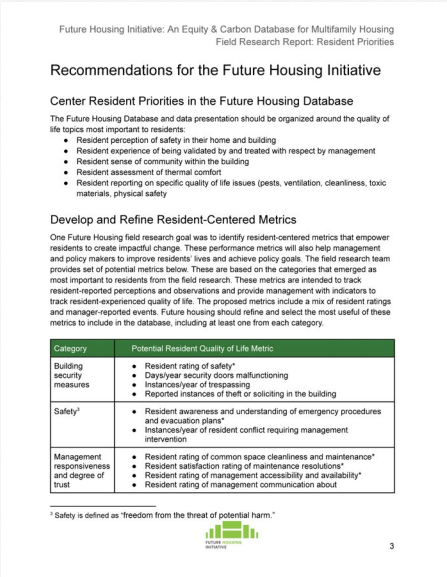 Future Housing Initiative: An Equity & Carbon Database for Multifamily Housing
Field Research Report: Resident Priorities
Recommendations for the Future Housing Initiative
Center Resident Priorities in the Future Housing Database
The Future Housing Database and data presentation should be organized around the quality of
life topics most important to residents:
● Resident perception of safety in their home and building
● Resident experience of being validated by and treated with respect by management
● Resident sense of community within the building
● Resident assessment of thermal comfort
● Resident reporting on specific quality of life issues (pests, ventilation, cleanliness, toxic
materials, physical safety
Develop and Refine Resident-Centered Metrics
One Future Housing field research goal was to identify resident-centered metrics that empower
residents to create impactful change. These performance metrics will also help management
and policy makers to improve residents' lives and achieve policy goals. The field research team
provides set of potential metrics below. These are based on the categories that emerged as
most important to residents from the field research. These metrics are intended to track
resident-reported perceptions and observations and provide management with indicators to
track resident-experienced quality of life. The proposed metrics include a mix of resident ratings
and manager-reported events. Future housing should refine and select the most useful of these
metrics to include in the database, including at least one from each category.
Category Potential Resident Quality of Life Metric
Building
security
measures
● Resident rating of safety*
● Days/year security doors malfunctioning
● Instances/year of trespassing
● Reported instances of theft or soliciting in the building
Safety³
● Resident awareness and understanding of emergency procedures
and evacuation plans*
● Instances/year of resident conflict requiring management
intervention
Management
responsiveness
and degree of
trust
● Resident rating of common space cleanliness and maintenance*
● Resident satisfaction rating of maintenance resolutions*
● Resident rating of management accessibility and availability*
● Resident rating of management communication about
³ Safety is defined as "freedom from the threat of potential harm."
FUTURE HOUSING
INITIATIVE
3